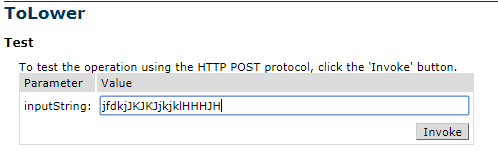 ToLower
Test
To test the operation using the HTTP POST protocol, click the 'Invoke' button.
Parameter Value
inputString: jfdkjJKJKJjkjklHHHJH
Invoke